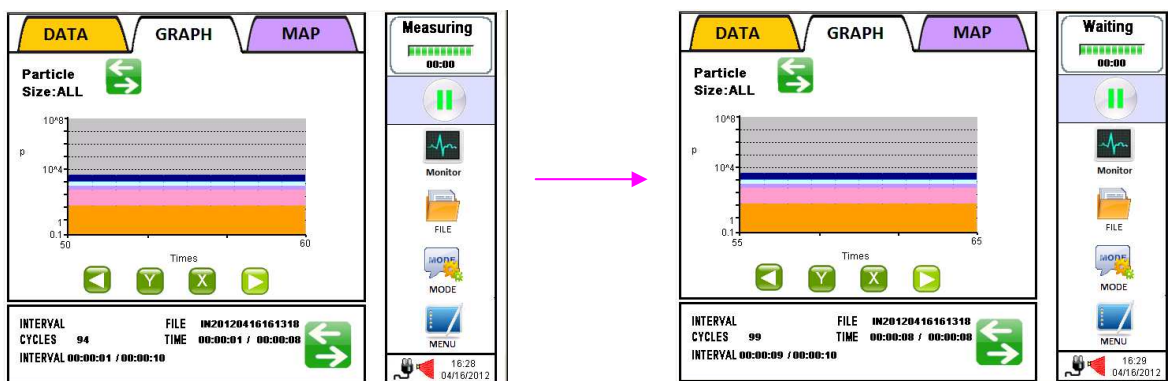 DATA GRAPH MAP
Particle
Size:ALL
10^8
p
10^4
1
0.1
50 60
Times
Y X
INTERVAL FILE IN20120416161318
CYCLES 94 TIME 00:00:01 / 00:00:08
INTERVAL 00:00:01 / 00:00:10
Measuring
00:00
Monitor
FILE
MODE
MODE
MENU
16:28
04/16/2012
DATA GRAPH MAP
Particle
Size:ALL
10^8
p
10^4
1
0.1
55 65
Times
Y X
INTERVAL FILE IN20120416161318
CYCLES 99 TIME 00:00:08 / 00:00:08
INTERVAL 00:00:09 / 00:00:10
Waiting
00:00
Monitor
FILE
MODE
MODE
MENU
16:29
04/16/2012